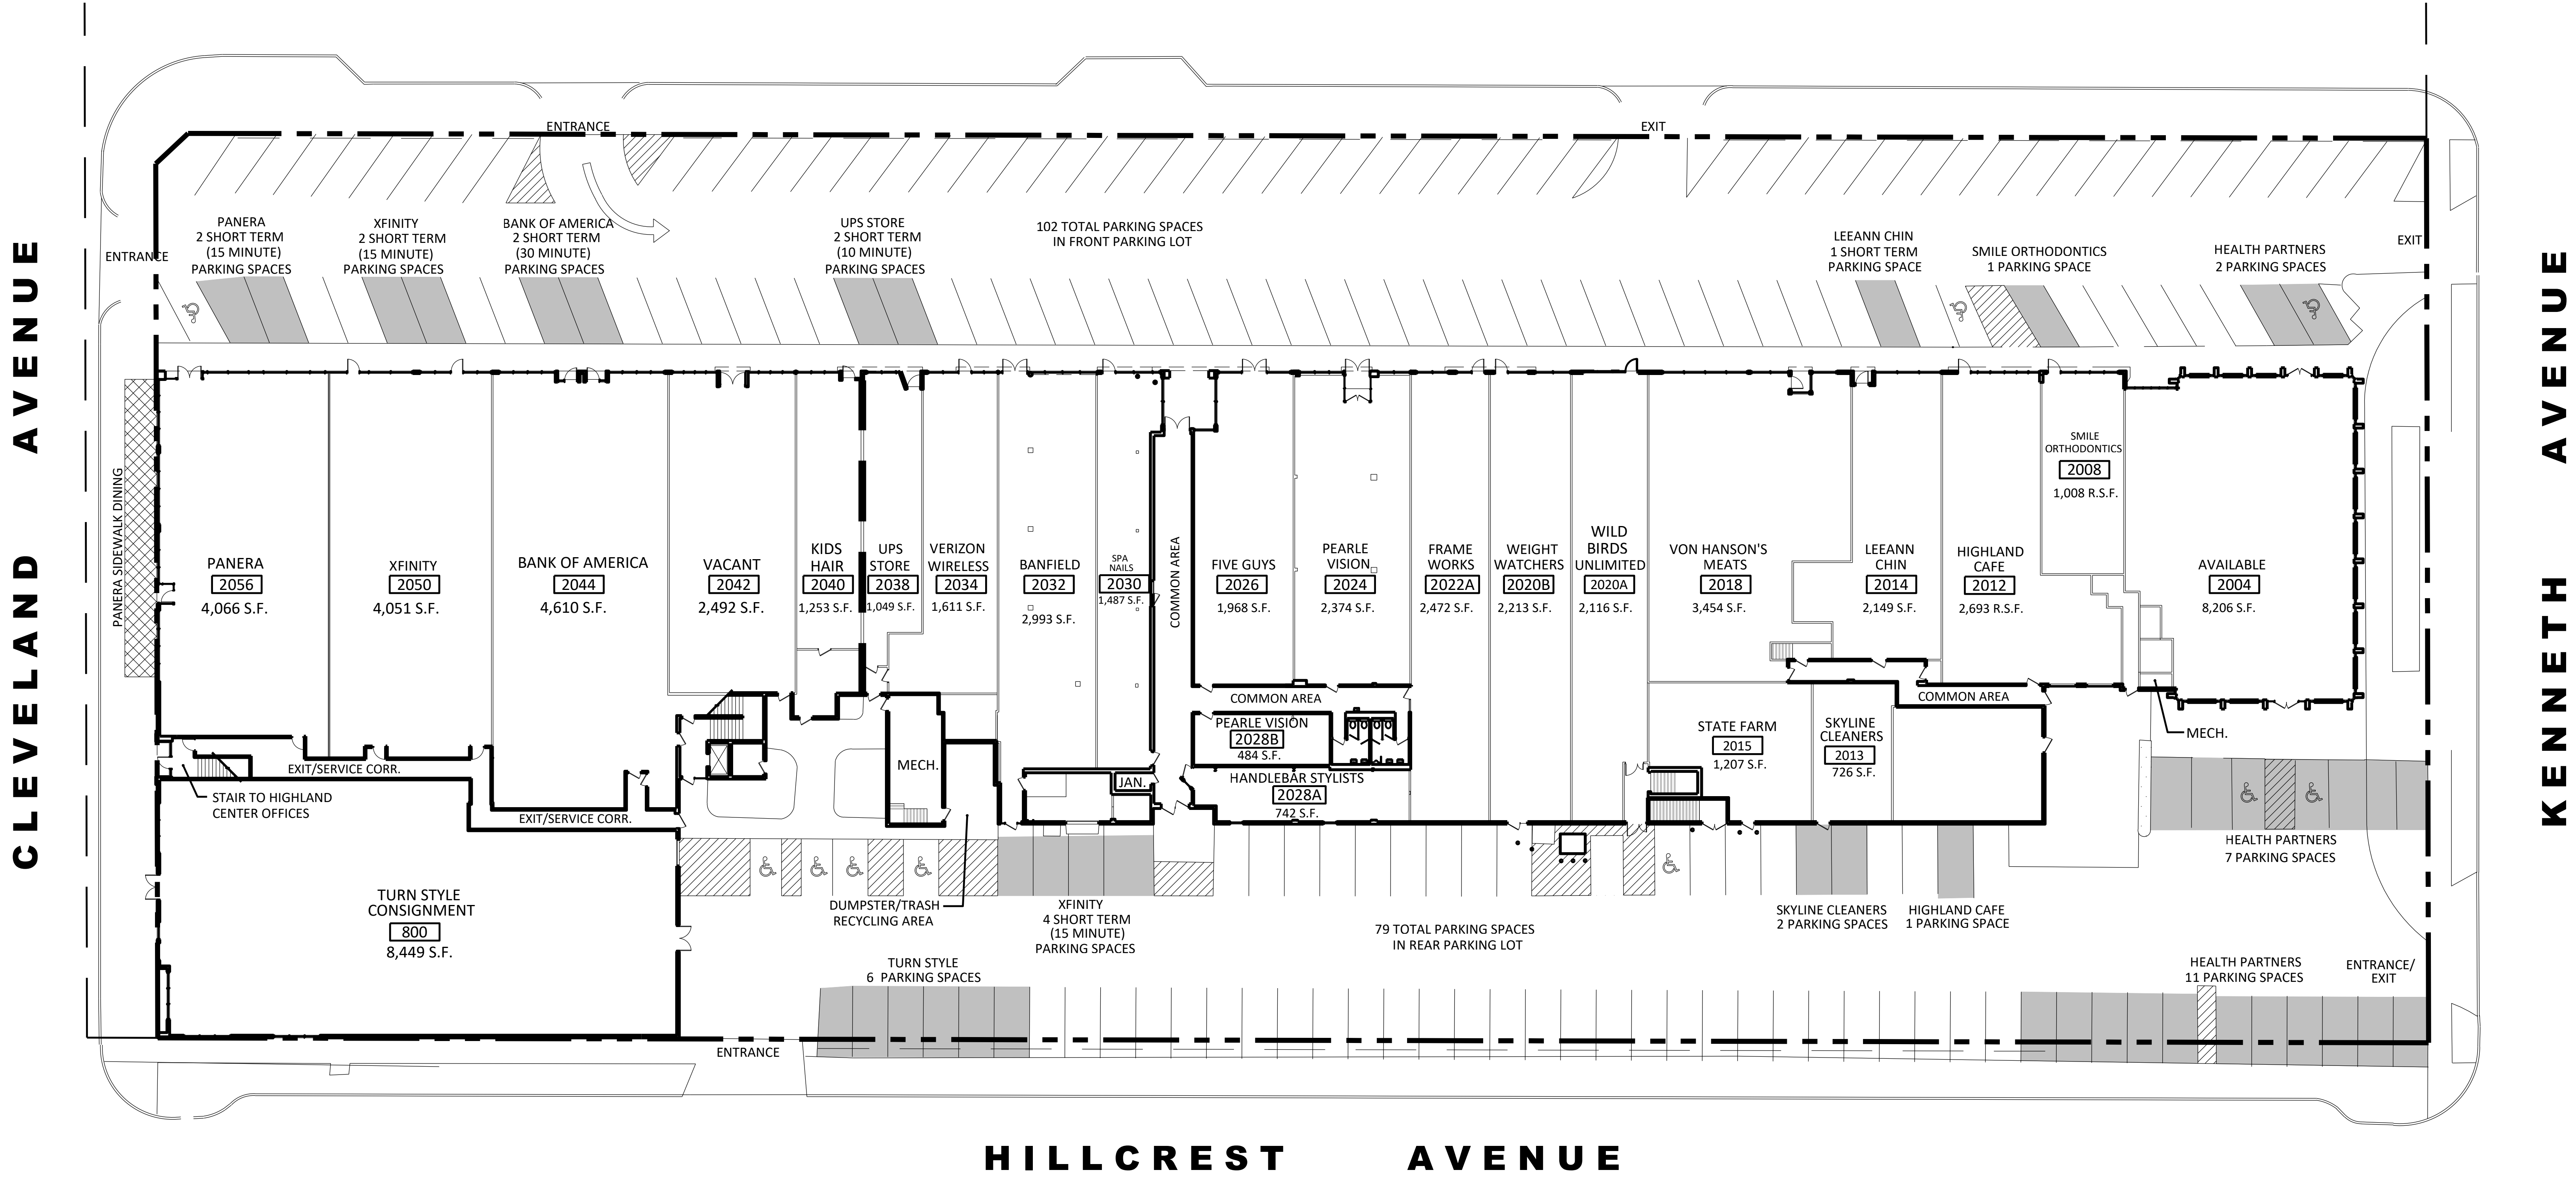 ENTRANCE
EXIT
PANERA
2 SHORT TERM
(15 MINUTE)
PARKING SPACES
XFINITY
2 SHORT TERM
(15 MINUTE)
PARKING SPACES
BANK OF AMERICA
2 SHORT TERM
(30 MINUTE)
PARKING SPACES
UPS STORE
2 SHORT TERM
(10 MINUTE)
PARKING SPACES
102 TOTAL PARKING SPACES
IN FRONT PARKING LOT
LEEANN CHIN
1 SHORT TERM
PARKING SPACE
SMILE ORTHODONTICS
1 PARKING SPACE
HEALTH PARTNERS
2 PARKING SPACES
EXIT
ENTRANCE
CLEVELAND AVENUE
KENNETH AVENUE
PANERA SIDEWALK DINING
PANERA
2056
4,066 S.F.
XFINITY
2050
4,051 S.F.
BANK OF AMERICA
2044
4,610 S.F.
VACANT
2042
2,492 S.F.
KIDS
HAIR
2040
1,253 S.F.
UPS
STORE
2038
1,049 S.F.
VERIZON
WIRELESS
2034
1,611 S.F.
BANFIELD
2032
2,993 S.F.
SPA
NAILS
2030
1,487 S.F.
COMMON AREA
FIVE GUYS
2026
1,968 S.F.
PEARLE
VISION
2024
2,374 S.F.
FRAME
WORKS
2022A
2,472 S.F.
WEIGHT
WATCHERS
2020B
2,213 S.F.
WILD
BIRDS
UNLIMITED
2020A
2,116 S.F.
VON HANSON'S
MEATS
2018
3,454 S.F.
LEEANN
CHIN
2014
2,149 S.F.
HIGHLAND
CAFE
2012
2,693 R.S.F.
SMILE
ORTHODONTICS
2008
1,008 R.S.F.
AVAILABLE
2004
8,206 S.F.
COMMON AREA
PEARLE VISION
2028B
484 S.F.
HANDLEBAR STYLISTS
2028A
742 S.F.
STATE FARM
2015
1,207 S.F.
SKYLINE
CLEANERS
2013
726 S.F.
COMMON AREA
MECH.
MECH.
JAN.
EXIT/SERVICE CORR.
STAIR TO HIGHLAND
CENTER OFFICES
EXIT/SERVICE CORR.
TURN STYLE
CONSIGNMENT
800
8,449 S.F.
DUMPSTER/TRASH
RECYCLING AREA
XFINITY
4 SHORT TERM
(15 MINUTE)
PARKING SPACES
79 TOTAL PARKING SPACES
IN REAR PARKING LOT
SKYLINE CLEANERS
2 PARKING SPACES
HIGHLAND CAFE
1 PARKING SPACE
HEALTH PARTNERS
7 PARKING SPACES
TURN STYLE
6 PARKING SPACES
HEALTH PARTNERS
11 PARKING SPACES
ENTRANCE/
EXIT
ENTRANCE
HILLCREST AVENUE